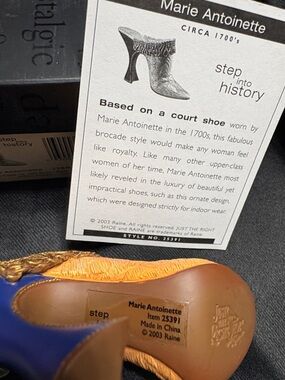 talgic
Marie Antoinette
CIRCA 1700's
step
into
history
Based on a court shoe worn by
Marie Antoinette in the 1700s, this fabulous
brocade style would make any woman feel
like royalty. Like many other upper-class
women of her time, Marie Antoinette most
likely reveled in the luxury of beautiful yet
impractical shoes, such as this ornate design,
which were designed strictly for indoor wear.
© 2003 Raine. All rights reserved. JUST THE RIGHT
SHOE and RAINE are trademarks of Raine.
STYLE NO. 25391
step
into
history
step
Marie Antoinette
Item 25391
Made in China
© 2003 Raine